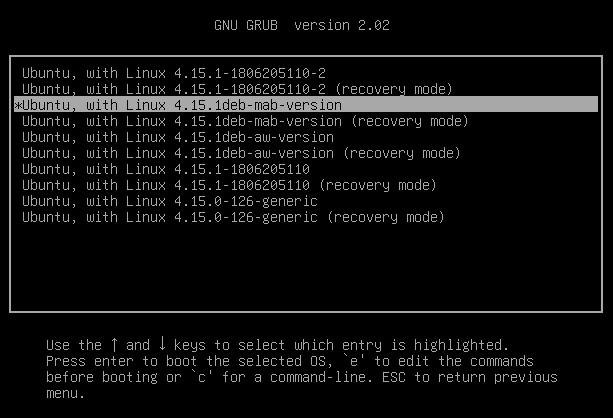 GNU GRUB  version 2.02
Ubuntu, with Linux 4.15.1-1806205110-2
Ubuntu, with Linux 4.15.1-1806205110-2 (recovery mode)
*Ubuntu, with Linux 4.15.1deb-mab-version
Ubuntu, with Linux 4.15.1deb-mab-version (recovery mode)
Ubuntu, with Linux 4.15.1deb-aw-version
Ubuntu, with Linux 4.15.1deb-aw-version (recovery mode)
Ubuntu, with Linux 4.15.1-1806205110
Ubuntu, with Linux 4.15.1-1806205110 (recovery mode)
Ubuntu, with Linux 4.15.0-126-generic
Ubuntu, with Linux 4.15.0-126-generic (recovery mode)
Use the ↑ and ↓ keys to select which entry is highlighted.
Press enter to boot the selected OS, `e' to edit the commands
before booting or `c' for a command-line. ESC to return previous
menu.